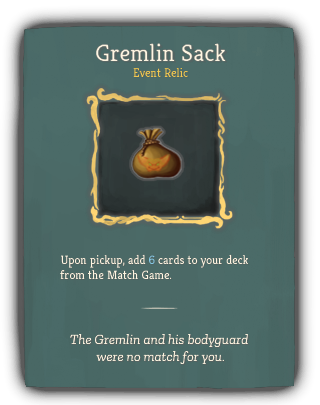 Gremlin Sack
Event Relic
Upon pickup, add 6 cards to your deck
from the Match Game.
The Gremlin and his bodyguard
were no match for you.